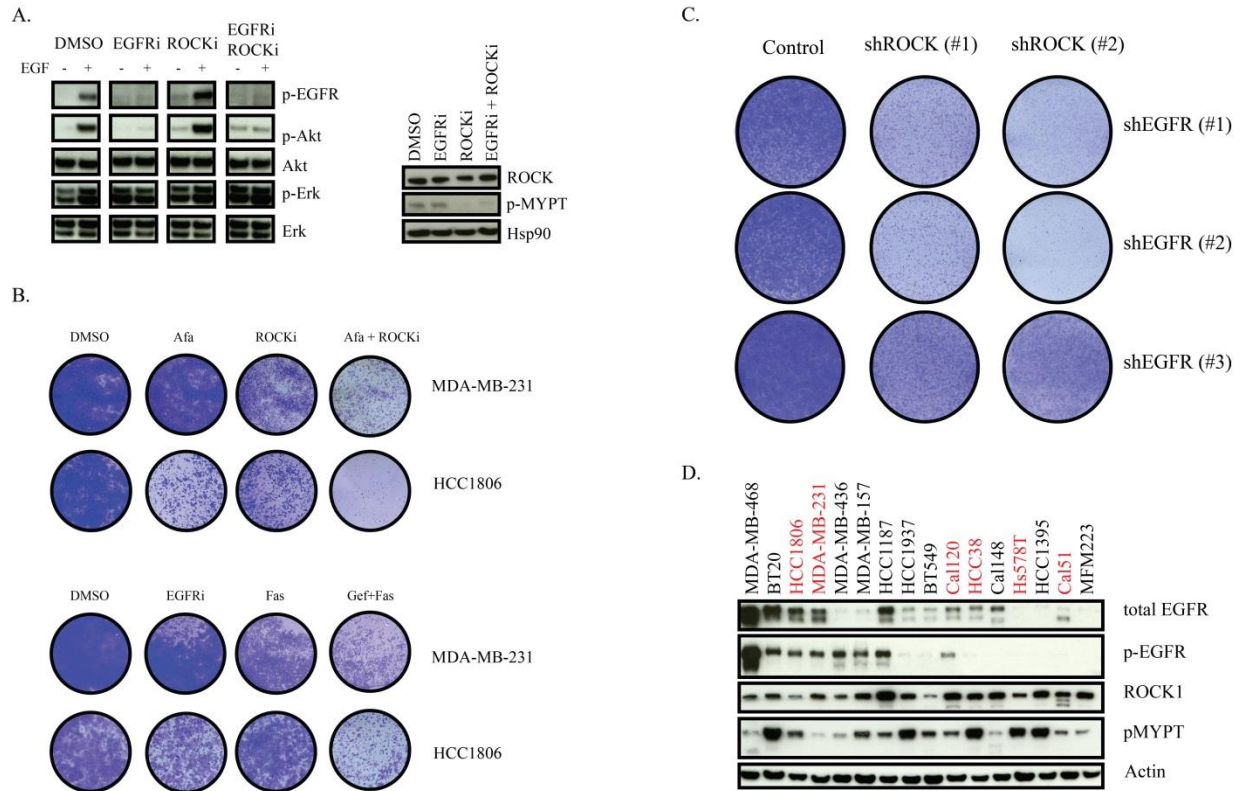 A.
DMSO EGFRi ROCKi EGFRi ROCKi
EGF - + - + - + - +
p-EGFR
p-Akt
Akt
p-Erk
Erk
DMSO EGFRi ROCKi EGFRi + ROCKi
ROCK
p-MYPT
Hsp90
B.
DMSO Afa ROCKi Afa + ROCKi
MDA-MB-231
HCC1806
DMSO EGFRi Fas Gef+Fas
MDA-MB-231
HCC1806
C.
Control shROCK (#1) shROCK (#2)
shEGFR (#1)
shEGFR (#2)
shEGFR (#3)
D.
MDA-MB-468 BT20 HCC1806 MDA-MB-231 MDA-MB-436 MDA-MB-157 HCC1187 HCC1937 BT549 Cal120 HCC38 Cal148 Hs578T HCC1395 Cal51 MFM223
total EGFR
p-EGFR
ROCK1
pMYPT
Actin